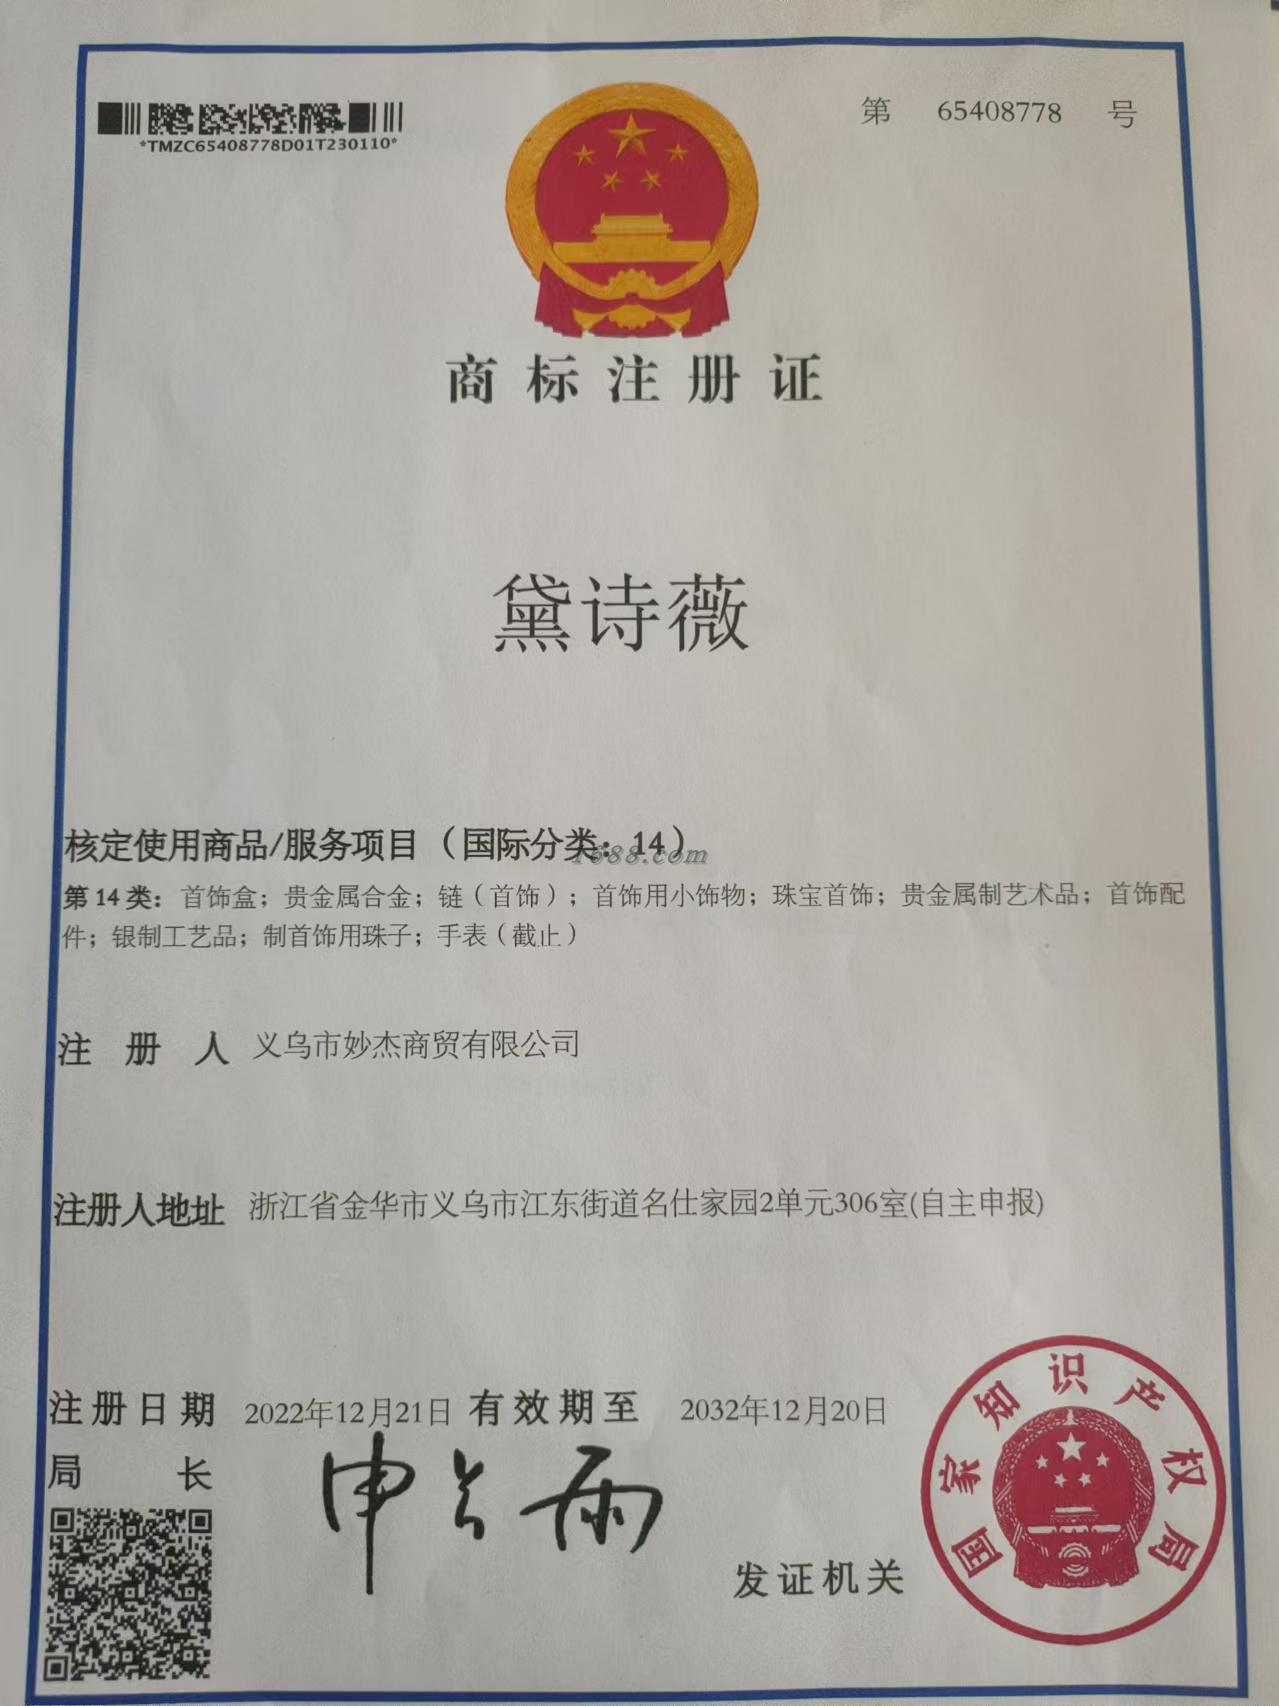 第 65408778 号
*TMZC65408778D01T230110*
商标注册证
黛诗薇
核定使用商品/服务项目（国际分类：14）
1688.com
第14类：首饰盒；贵金属合金；链（首饰）；首饰用小饰物；珠宝首饰；贵金属制艺术品；首饰配
件；银制工艺品；制首饰用珠子；手表（截止）
注册人 义乌市妙杰商贸有限公司
注册人地址 浙江省金华市义乌市江东街道名仕家园2单元306室(自主申报)
注册日期 2022年12月21日 有效期至 2032年12月20日
局长 申长雨
发证机关
国家知识产权局